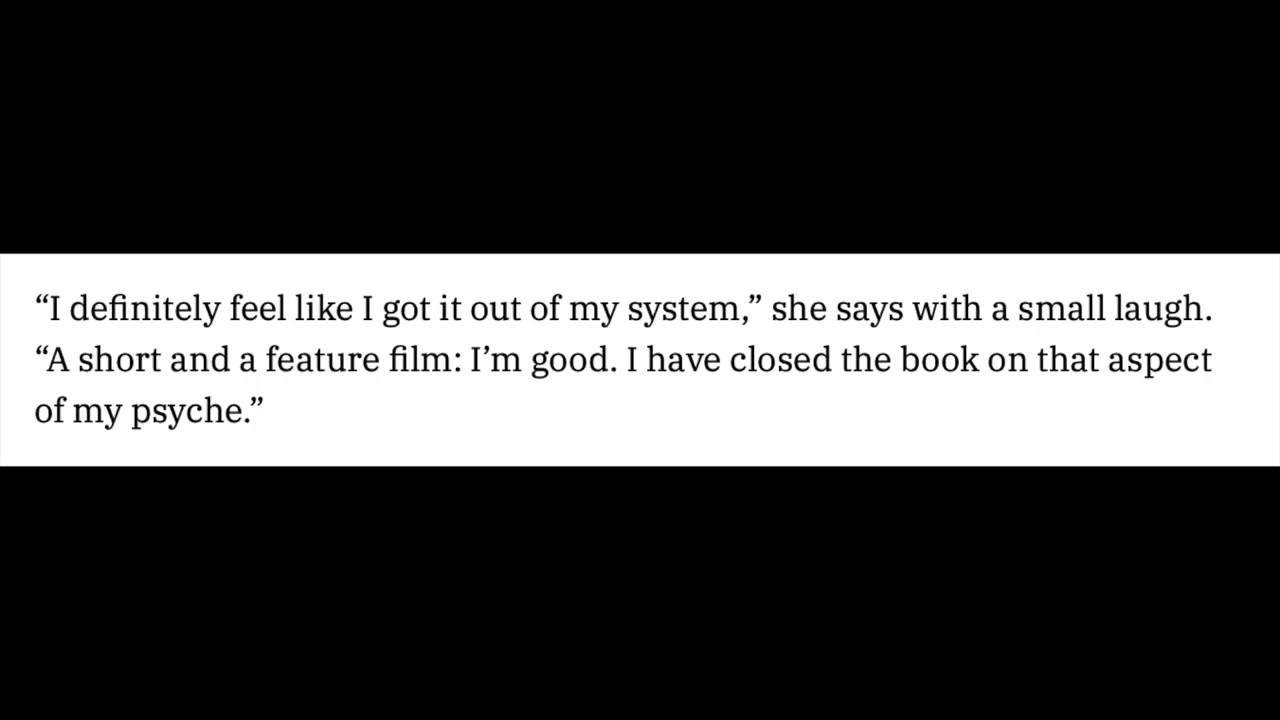 “I definitely feel like I got it out of my system,” she says with a small laugh.
“A short and a feature film: I’m good. I have closed the book on that aspect
of my psyche.”